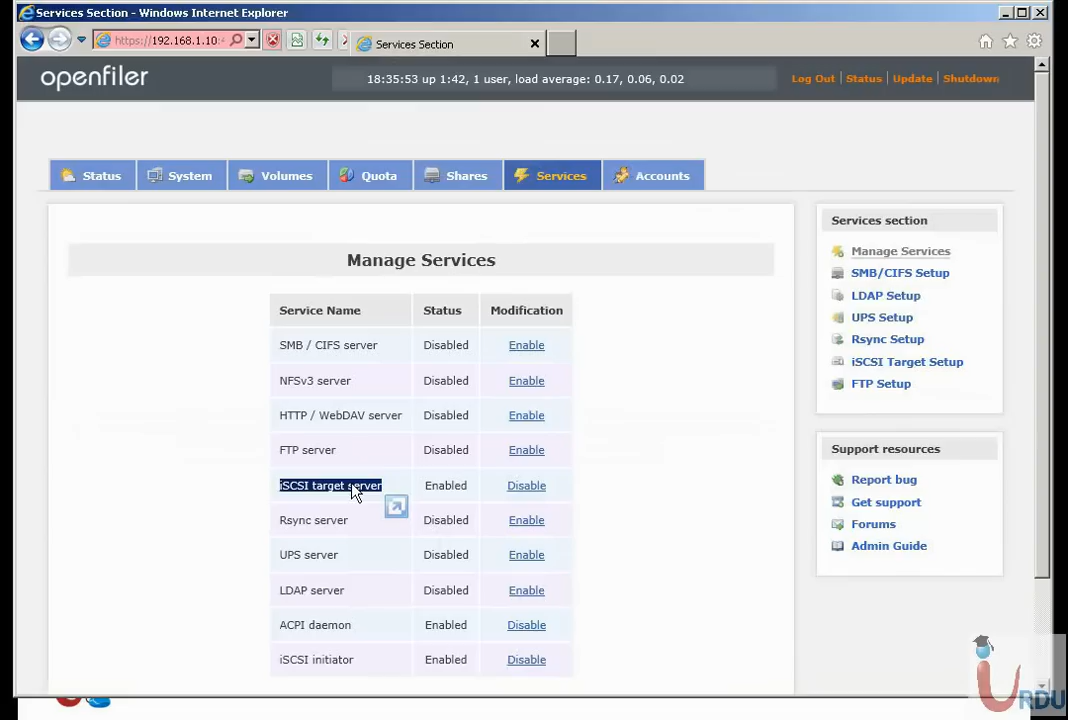 Services Section - Windows Internet Explorer
https://192.168.1.10:
Services Section
openfiler
18:35:53 up 1:42, 1 user, load average: 0.17, 0.06, 0.02
Log Out | Status | Update | Shutdown
Status
System
Volumes
Quota
Shares
Services
Accounts
Manage Services
Service Name Status Modification
SMB / CIFS server Disabled Enable
NFSv3 server Disabled Enable
HTTP / WebDAV server Disabled Enable
FTP server Disabled Enable
iSCSI target server Enabled Disable
Rsync server Disabled Enable
UPS server Disabled Enable
LDAP server Disabled Enable
ACPI daemon Enabled Disable
iSCSI initiator Enabled Disable
Services section
Manage Services
SMB/CIFS Setup
LDAP Setup
UPS Setup
Rsync Setup
iSCSI Target Setup
FTP Setup
Support resources
Report bug
Get support
Forums
Admin Guide
iURDU